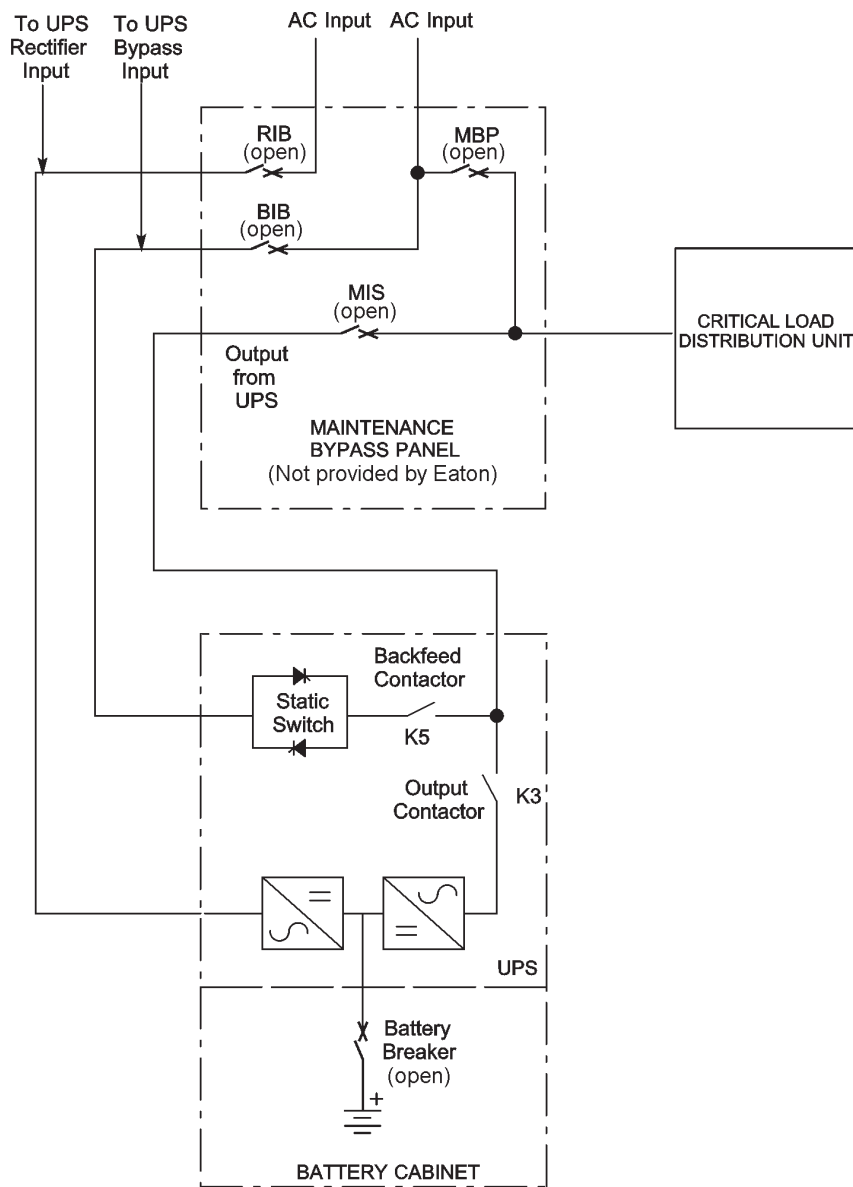 To UPS
Rectifier
Input
To UPS
Bypass
Input
AC Input
AC Input
RIB
(open)
MBP
(open)
BIB
(open)
MIS
(open)
Output
from
UPS
CRITICAL LOAD
DISTRIBUTION UNIT
MAINTENANCE
BYPASS PANEL
(Not provided by Eaton)
Backfeed
Contactor
Static
Switch
K5
Output
Contactor
K3
UPS
Battery
Breaker
(open)
+
BATTERY CABINET